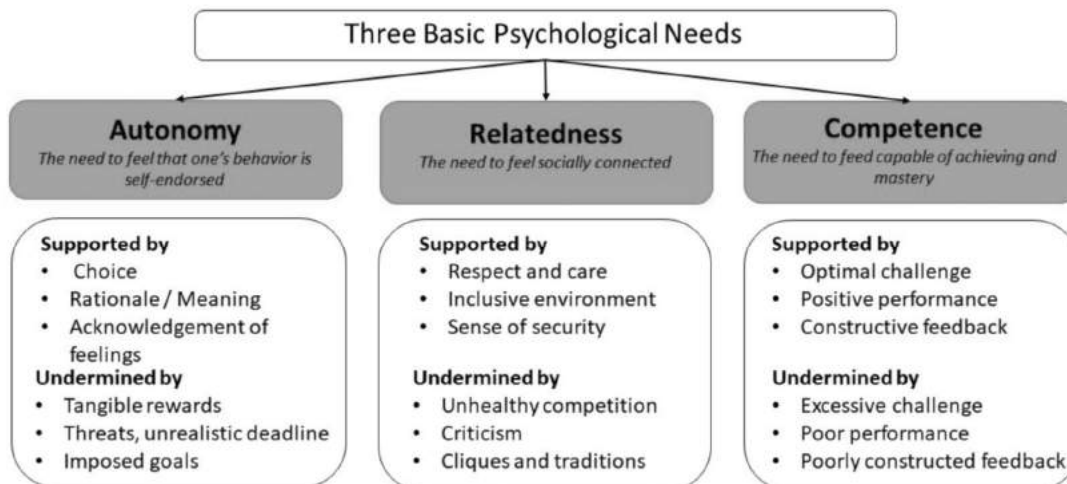 Three Basic Psychological Needs
Autonomy
The need to feel that one's behavior is
self-endorsed
Supported by
• Choice
• Rationale / Meaning
• Acknowledgement of
feelings
Undermined by
• Tangible rewards
• Threats, unrealistic deadline
• Imposed goals
Relatedness
The need to feel socially connected
Supported by
• Respect and care
• Inclusive environment
• Sense of security
Undermined by
• Unhealthy competition
• Criticism
• Cliques and traditions
Competence
The need to feed capable of achieving and
mastery
Supported by
• Optimal challenge
• Positive performance
• Constructive feedback
Undermined by
• Excessive challenge
• Poor performance
• Poorly constructed feedback